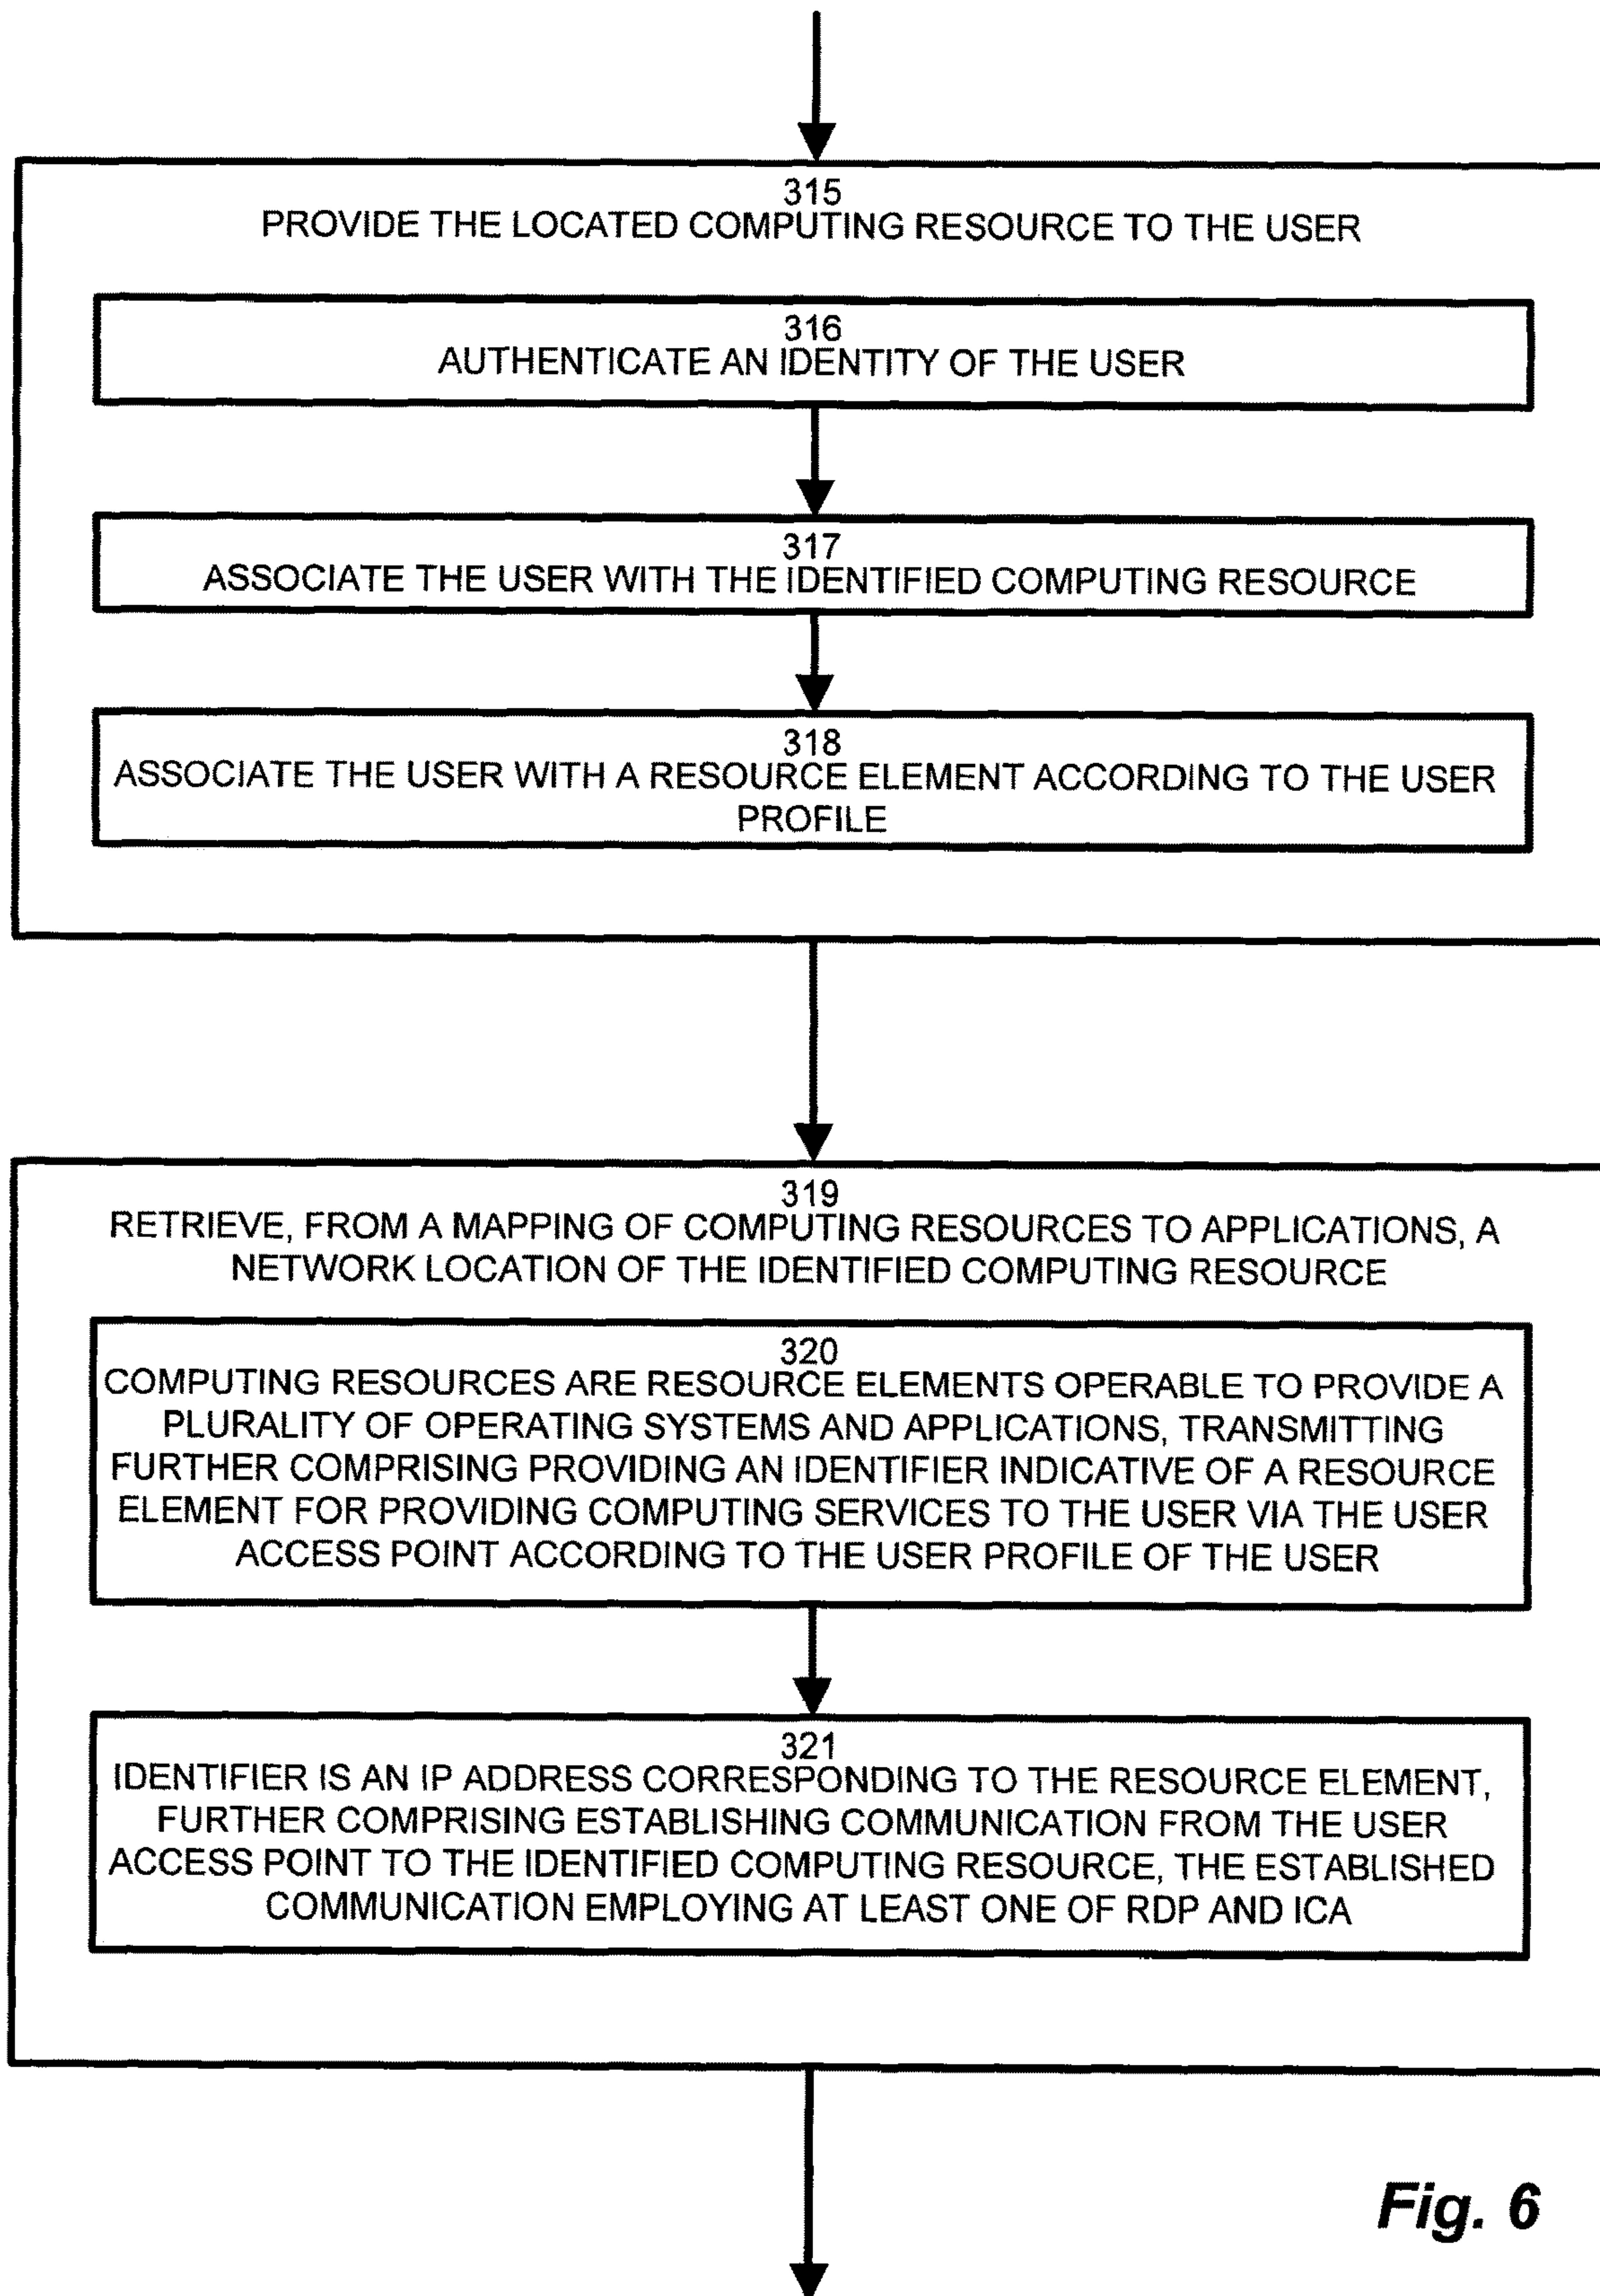 315
PROVIDE THE LOCATED COMPUTING RESOURCE TO THE USER
316
AUTHENTICATE AN IDENTITY OF THE USER
317
ASSOCIATE THE USER WITH THE IDENTIFIED COMPUTING RESOURCE
318
ASSOCIATE THE USER WITH A RESOURCE ELEMENT ACCORDING TO THE USER
PROFILE
319
RETRIEVE, FROM A MAPPING OF COMPUTING RESOURCES TO APPLICATIONS, A
NETWORK LOCATION OF THE IDENTIFIED COMPUTING RESOURCE
320
COMPUTING RESOURCES ARE RESOURCE ELEMENTS OPERABLE TO PROVIDE A
PLURALITY OF OPERATING SYSTEMS AND APPLICATIONS, TRANSMITTING
FURTHER COMPRISING PROVIDING AN IDENTIFIER INDICATIVE OF A RESOURCE
ELEMENT FOR PROVIDING COMPUTING SERVICES TO THE USER VIA THE USER
ACCESS POINT ACCORDING TO THE USER PROFILE OF THE USER
321
IDENTIFIER IS AN IP ADDRESS CORRESPONDING TO THE RESOURCE ELEMENT,
FURTHER COMPRISING ESTABLISHING COMMUNICATION FROM THE USER
ACCESS POINT TO THE IDENTIFIED COMPUTING RESOURCE, THE ESTABLISHED
COMMUNICATION EMPLOYING AT LEAST ONE OF RDP AND ICA
Fig. 6